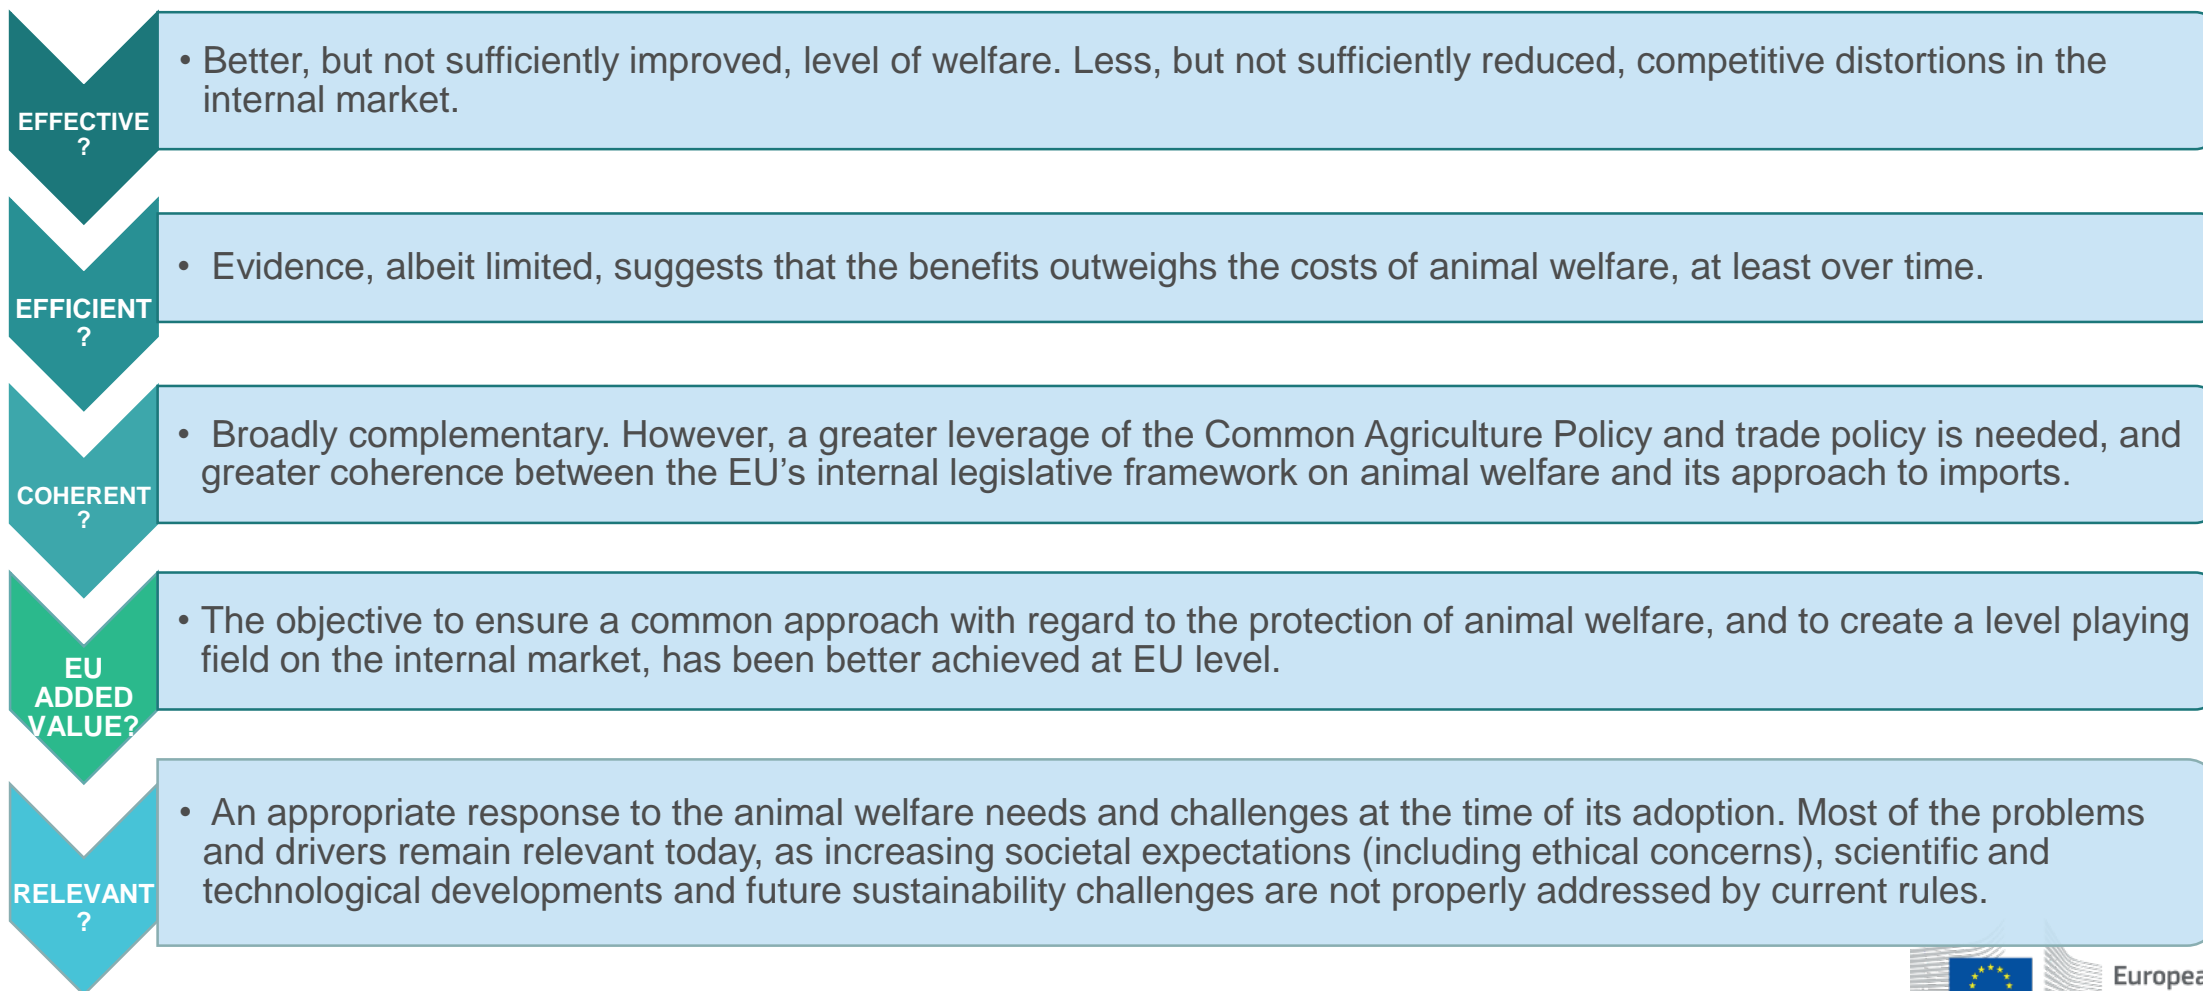 EFFECTIVE
?
• Better, but not sufficiently improved, level of welfare. Less, but not sufficiently reduced, competitive distortions in the
internal market.
EFFICIENT
?
• Evidence, albeit limited, suggests that the benefits outweighs the costs of animal welfare, at least over time.
COHERENT
?
• Broadly complementary. However, a greater leverage of the Common Agriculture Policy and trade policy is needed, and
greater coherence between the EU’s internal legislative framework on animal welfare and its approach to imports.
EU
ADDED
VALUE?
• The objective to ensure a common approach with regard to the protection of animal welfare, and to create a level playing
field on the internal market, has been better achieved at EU level.
RELEVANT
?
• An appropriate response to the animal welfare needs and challenges at the time of its adoption. Most of the problems
and drivers remain relevant today, as increasing societal expectations (including ethical concerns), scientific and
technological developments and future sustainability challenges are not properly addressed by current rules.
Europea